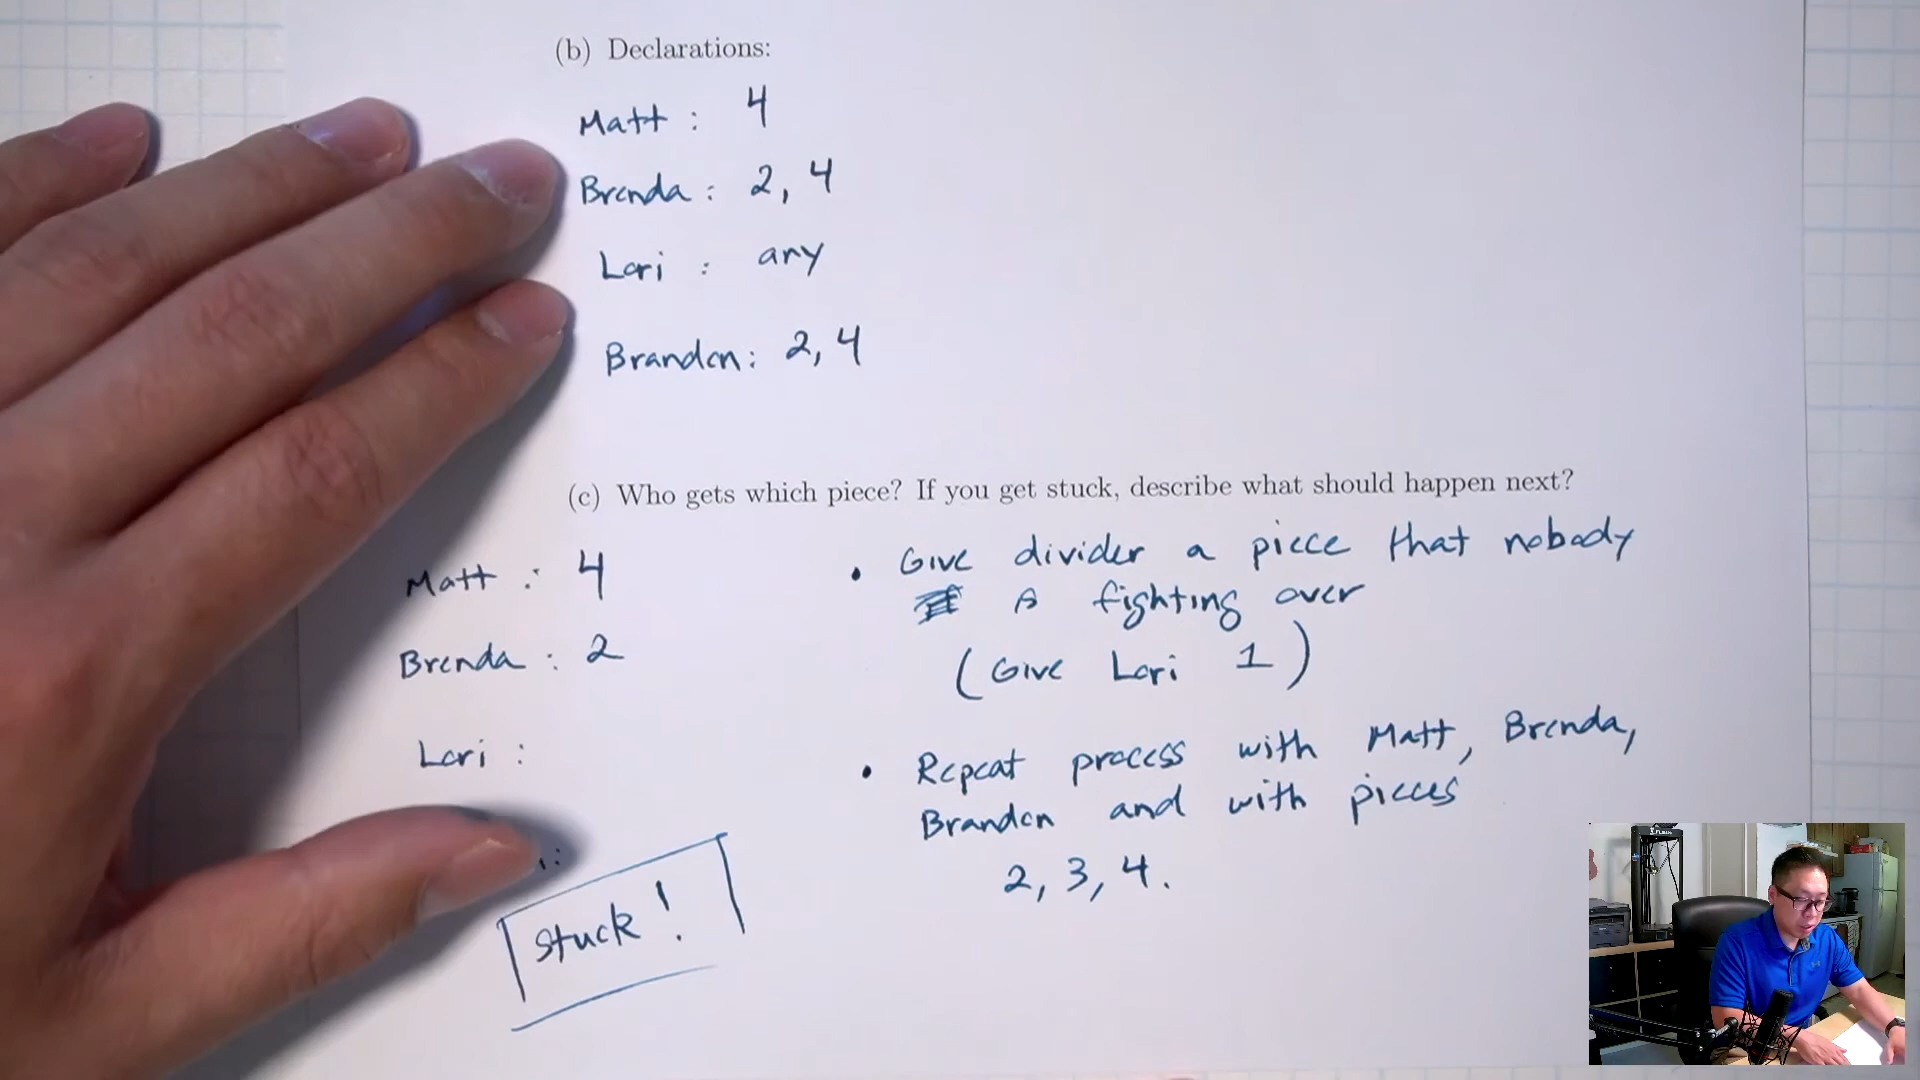 (b) Declarations:
Matt : 4
Brenda : 2, 4
Lori : any
Brandon : 2, 4
(c) Who gets which piece? If you get stuck, describe what should happen next?
Matt : 4
Brenda : 2
Lori :
Stuck!
• Give divider a piece that nobody
is fighting over
(Give Lori 1)
• Repeat process with Matt, Brenda,
Brandon and with pieces
2, 3, 4.